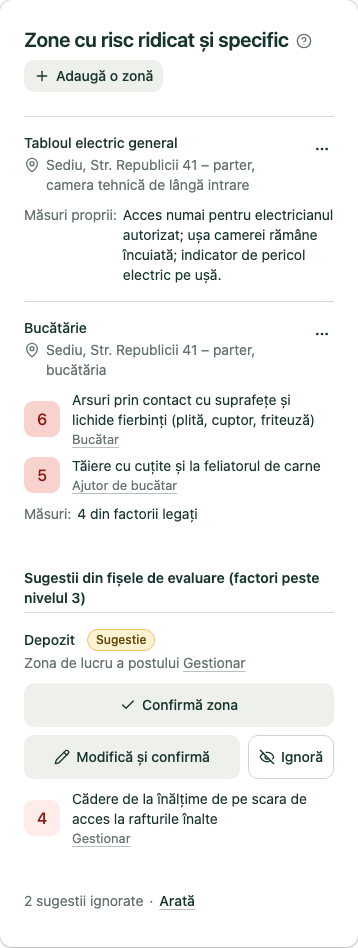 Zone cu risc ridicat și specific
Adaugă o zonă
Tabloul electric general
Sediu, Str. Republicii 41 – parter,
camera tehnică de lângă intrare
Măsuri proprii: Acces numai pentru electricianul
autorizat; ușa camerei rămâne
încuiată; indicator de pericol
electric pe ușă.
Bucătărie
Sediu, Str. Republicii 41 – parter,
bucătăria
6
Arsuri prin contact cu suprafețe și
lichide fierbinți (plită, cuptor, friteuză)
Bucătar
5
Tăiere cu cuțite și la feliatorul de carne
Ajutor de bucătar
Măsuri: 4 din factorii legați
Sugestii din fișele de evaluare (factori peste
nivelul 3)
Depozit Sugestie
Zona de lucru a postului Gestionar
Confirmă zona
Modifică și confirmă
Ignoră
4
Cădere de la înălțime de pe scara de
acces la rafturile înalte
Gestionar
2 sugestii ignorate · Arată